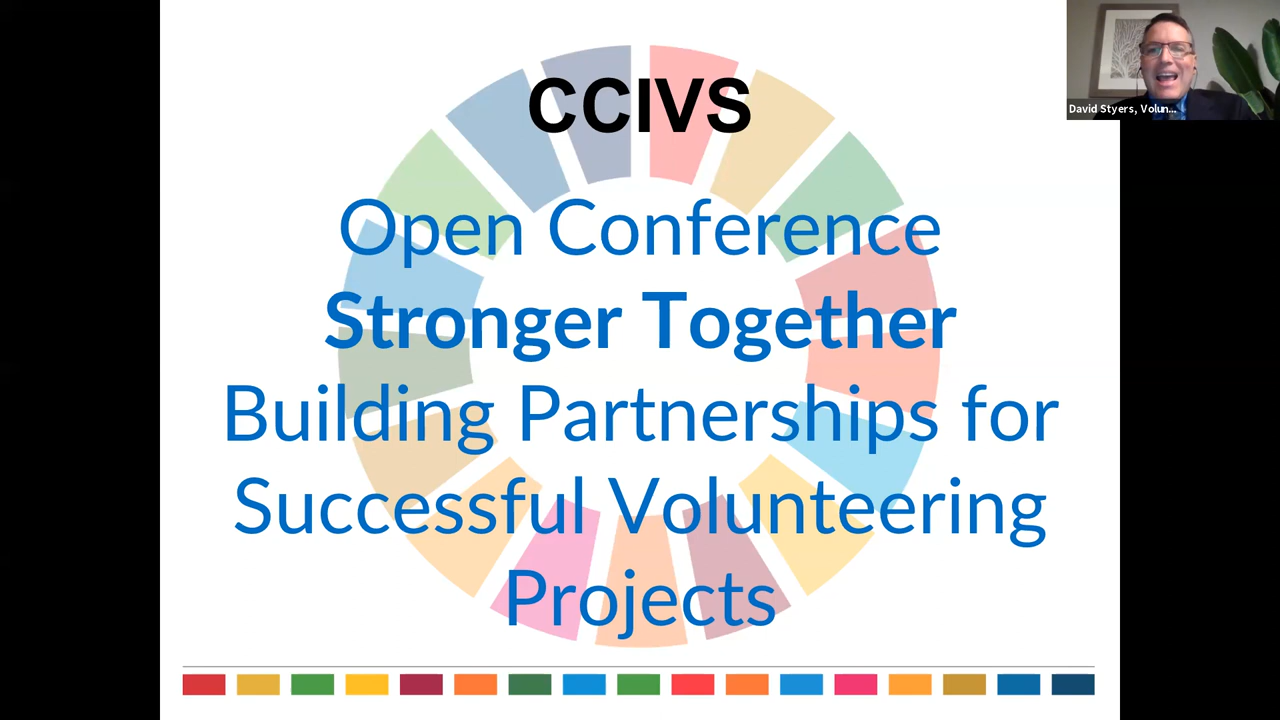 CCIVS
Open Conference
Stronger Together
Building Partnerships for
Successful Volunteering
Projects
David Styers, Volun...